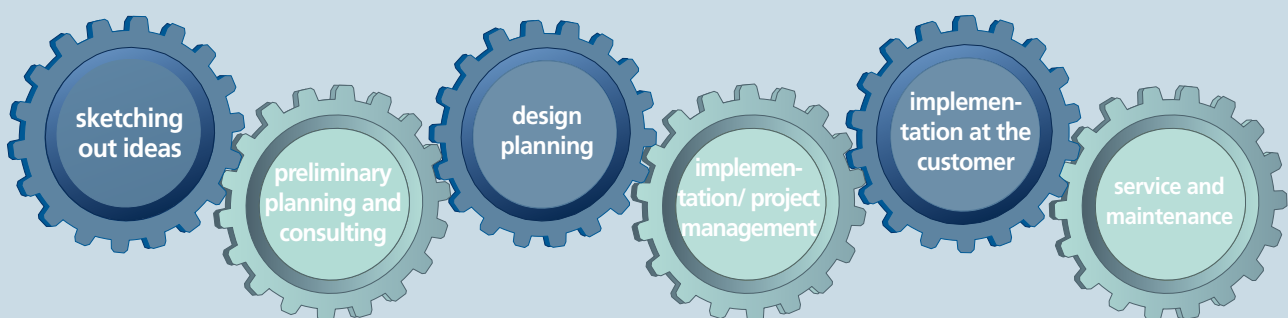 sketching
out ideas
preliminary
planning and
consulting
design
planning
implemen-
tation/ project
management
implemen-
tation at the
customer
service and
maintenance